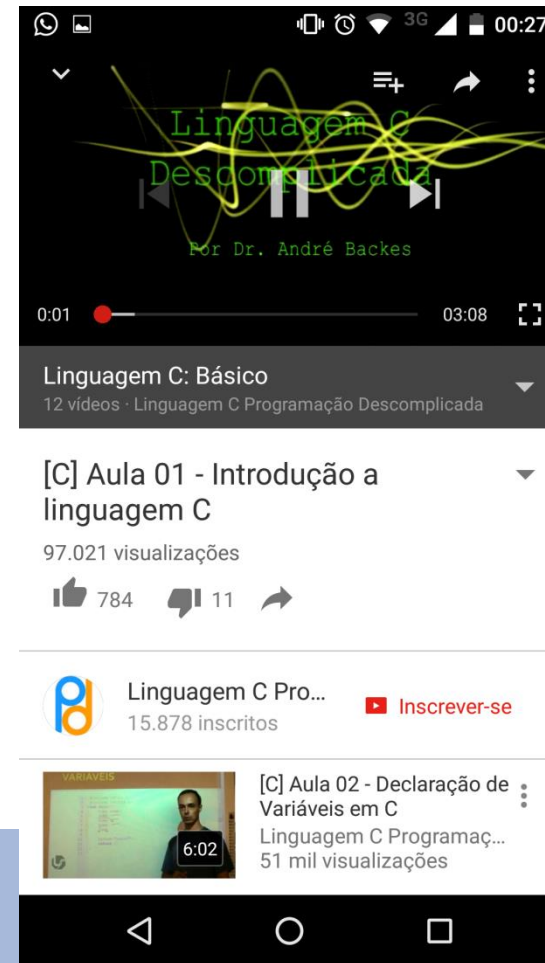 3G 00:27
Linguagem C
Descomplicada
Por Dr. André Backes
0:01 03:08
Linguagem C: Básico
12 vídeos · Linguagem C Programação Descomplicada
[C] Aula 01 - Introdução a
linguagem C
97.021 visualizações
784 11
Linguagem C Pro...
15.878 inscritos
Inscrever-se
VARIÁVEIS
6:02
[C] Aula 02 - Declaração de
Variáveis em C
Linguagem C Programaç...
51 mil visualizações